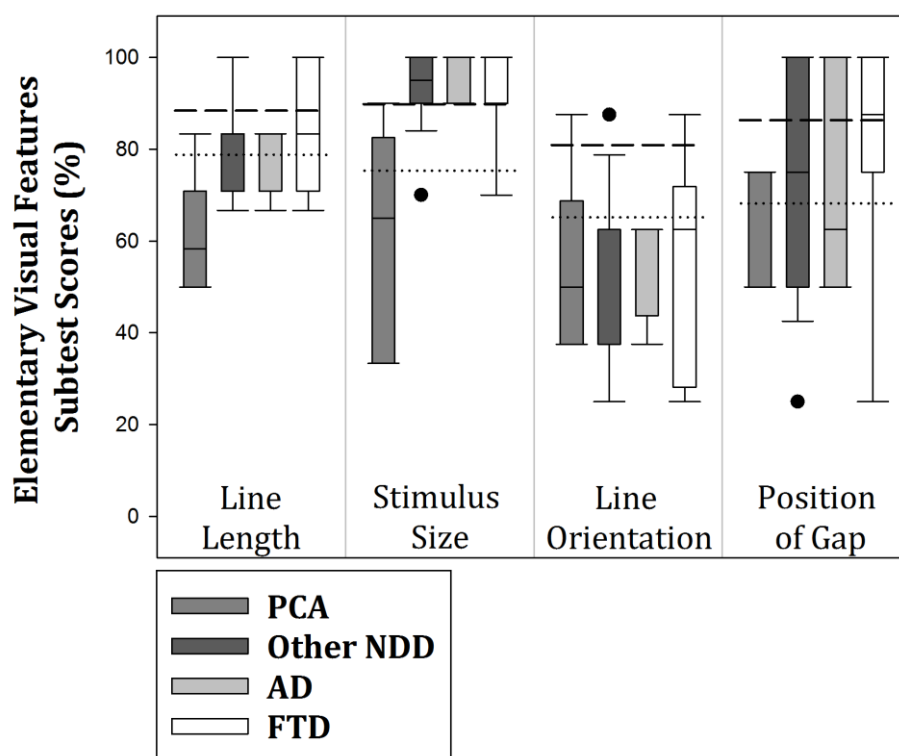 Elementary Visual Features
Subtest Scores (%)
100
80
60
40
20
0
Line
Length
Stimulus
Size
Line
Orientation
Position
of Gap
PCA
Other NDD
AD
FTD